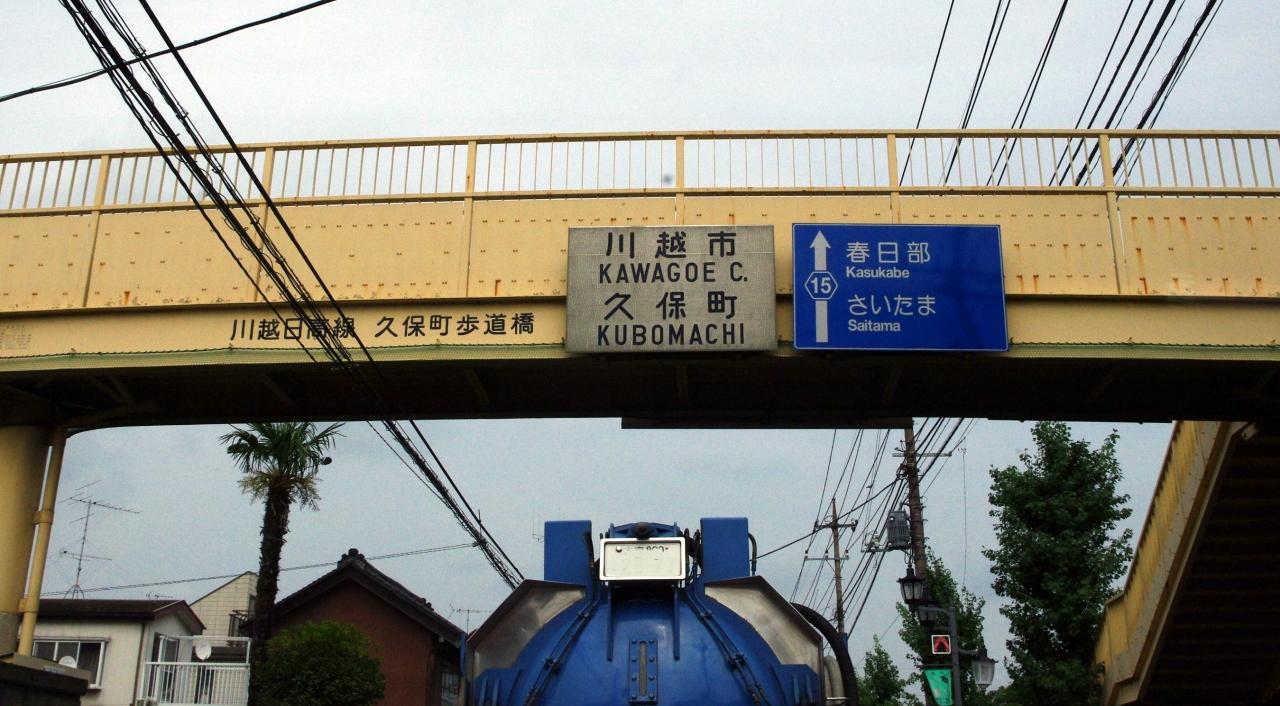 川越日高線 久保町歩道橋
川越市
KAWAGOE C.
久保町
KUBOMACHI
15
春日部
Kasukabe
さいたま
Saitama